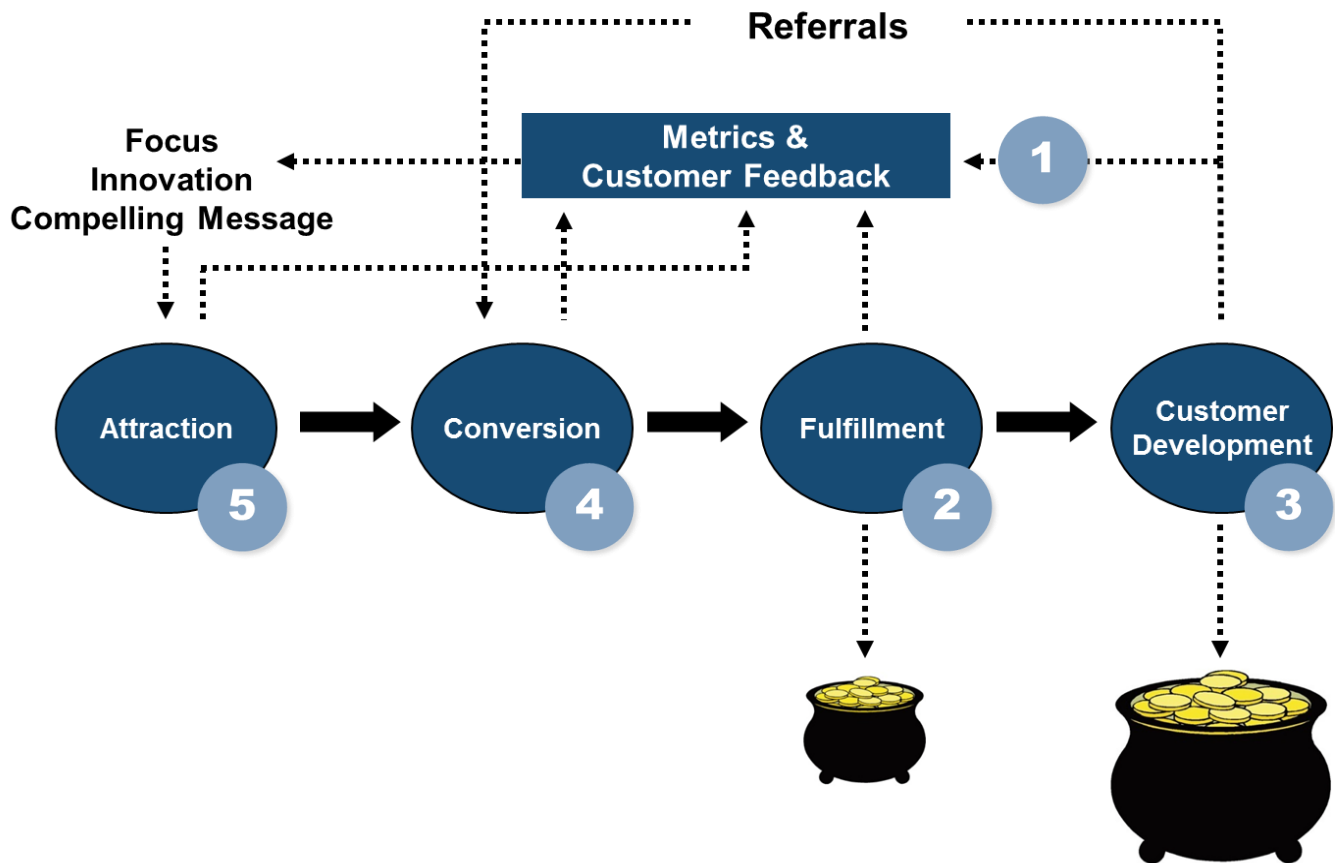 Referrals
Metrics &
Customer Feedback
1
Focus
Innovation
Compelling Message
Attraction
5
Conversion
4
Fulfillment
2
Customer
Development
3